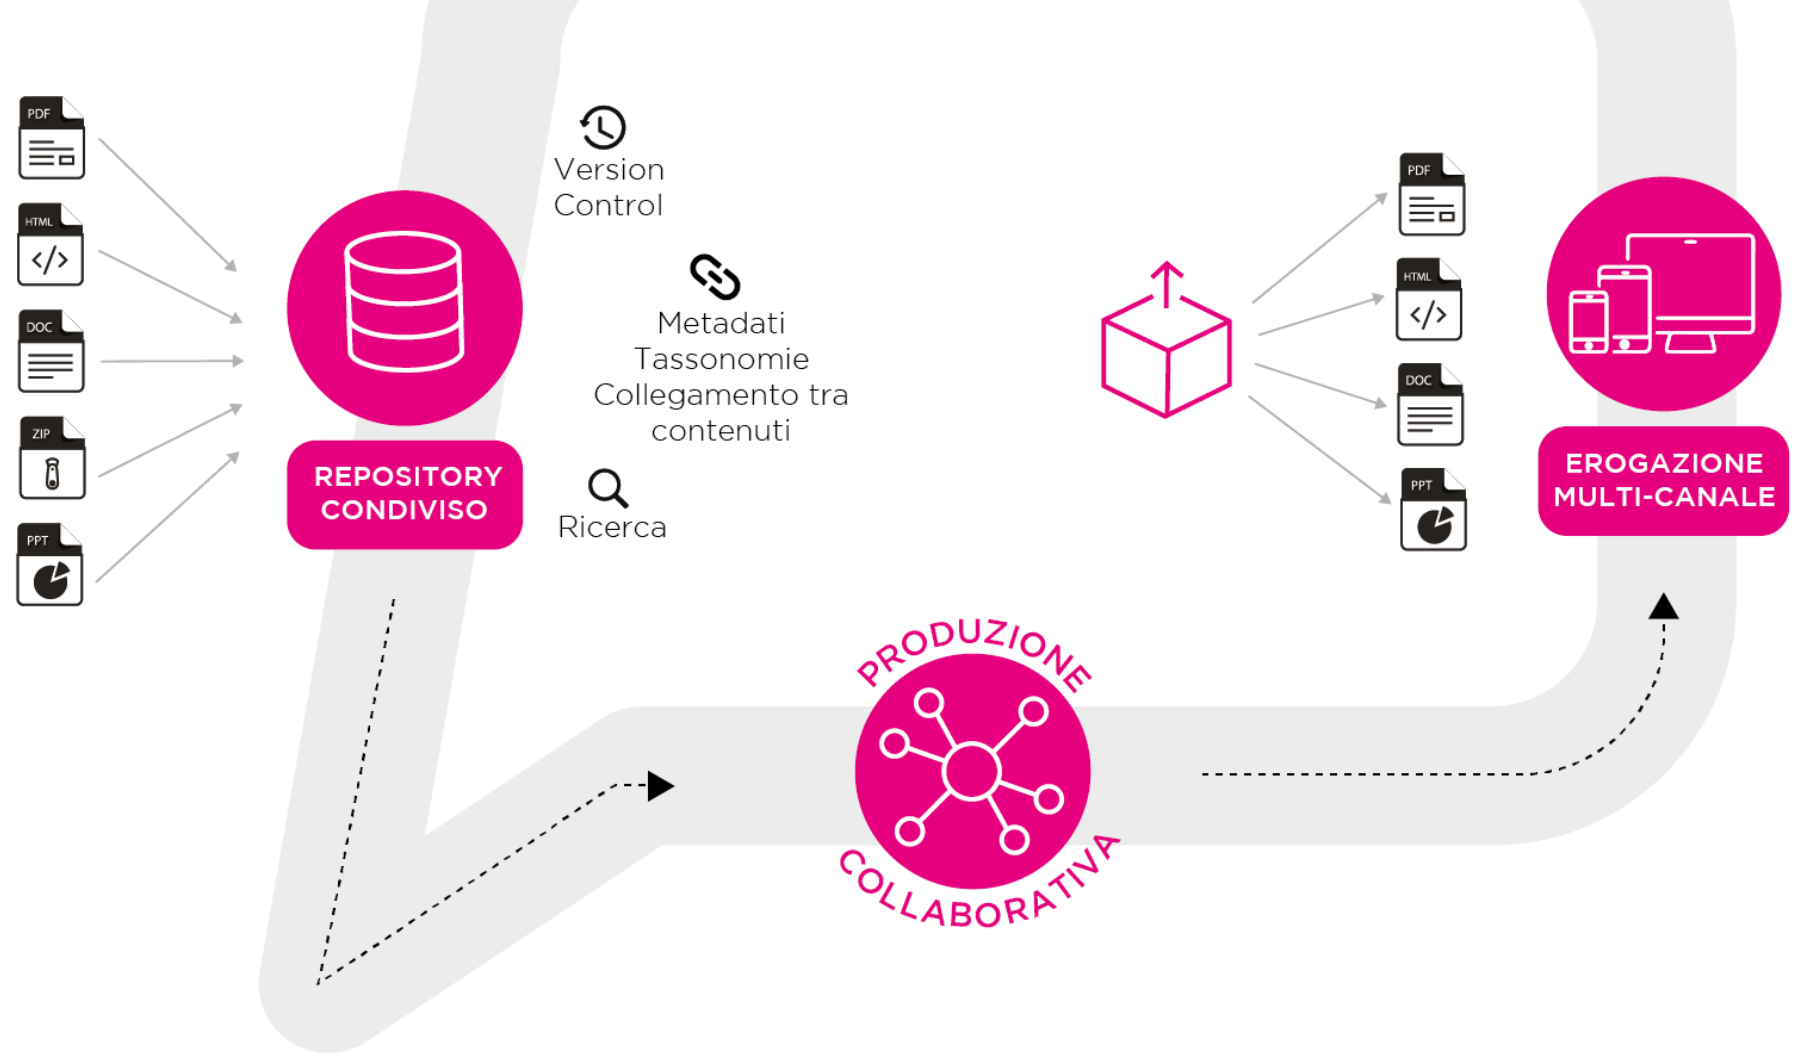 PDF
HTML
DOC
ZIP
PPT
REPOSITORY
CONDIVISO
Version
Control
Metadati
Tassonomie
Collegamento tra
contenuti
Ricerca
PRODUZIONE
COLLABORATIVA
PDF
HTML
DOC
PPT
EROGAZIONE
MULTI-CANALE